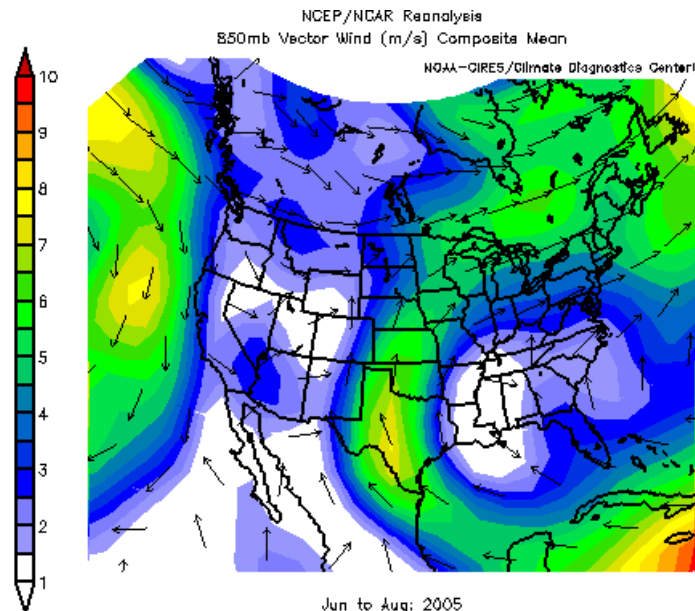 NCEP/NCAR Reanalysis
850mb Vector Wind (m/s) Composite Mean
NOAA-CIRES/Climate Diagnostics Center
10
9
8
7
6
5
4
3
2
1
Jun to Aug: 2005